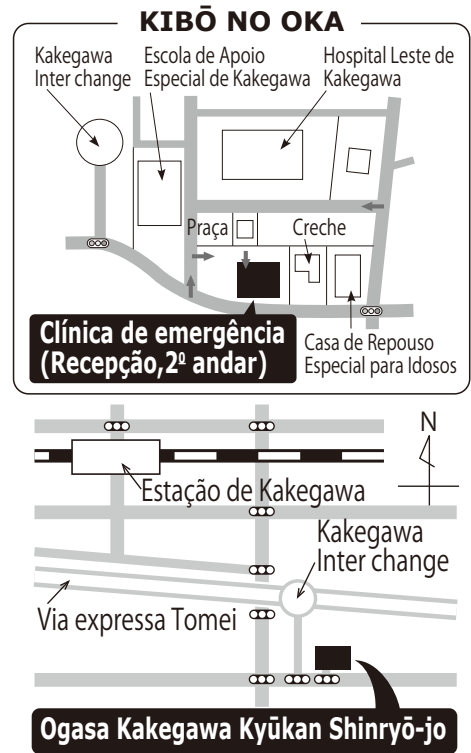 KIBŌ NO OKA
Kakegawa
Inter change
Escola de Apoio
Especial de Kakegawa
Hospital Leste de
Kakegawa
Praça
Creche
Clínica de emergência
(Recepção,2º andar)
Casa de Repouso
Especial para Idosos
N
Estação de Kakegawa
Kakegawa
Inter change
Via expressa Tomei
Ogasa Kakegawa Kyūkan Shinryō-jo